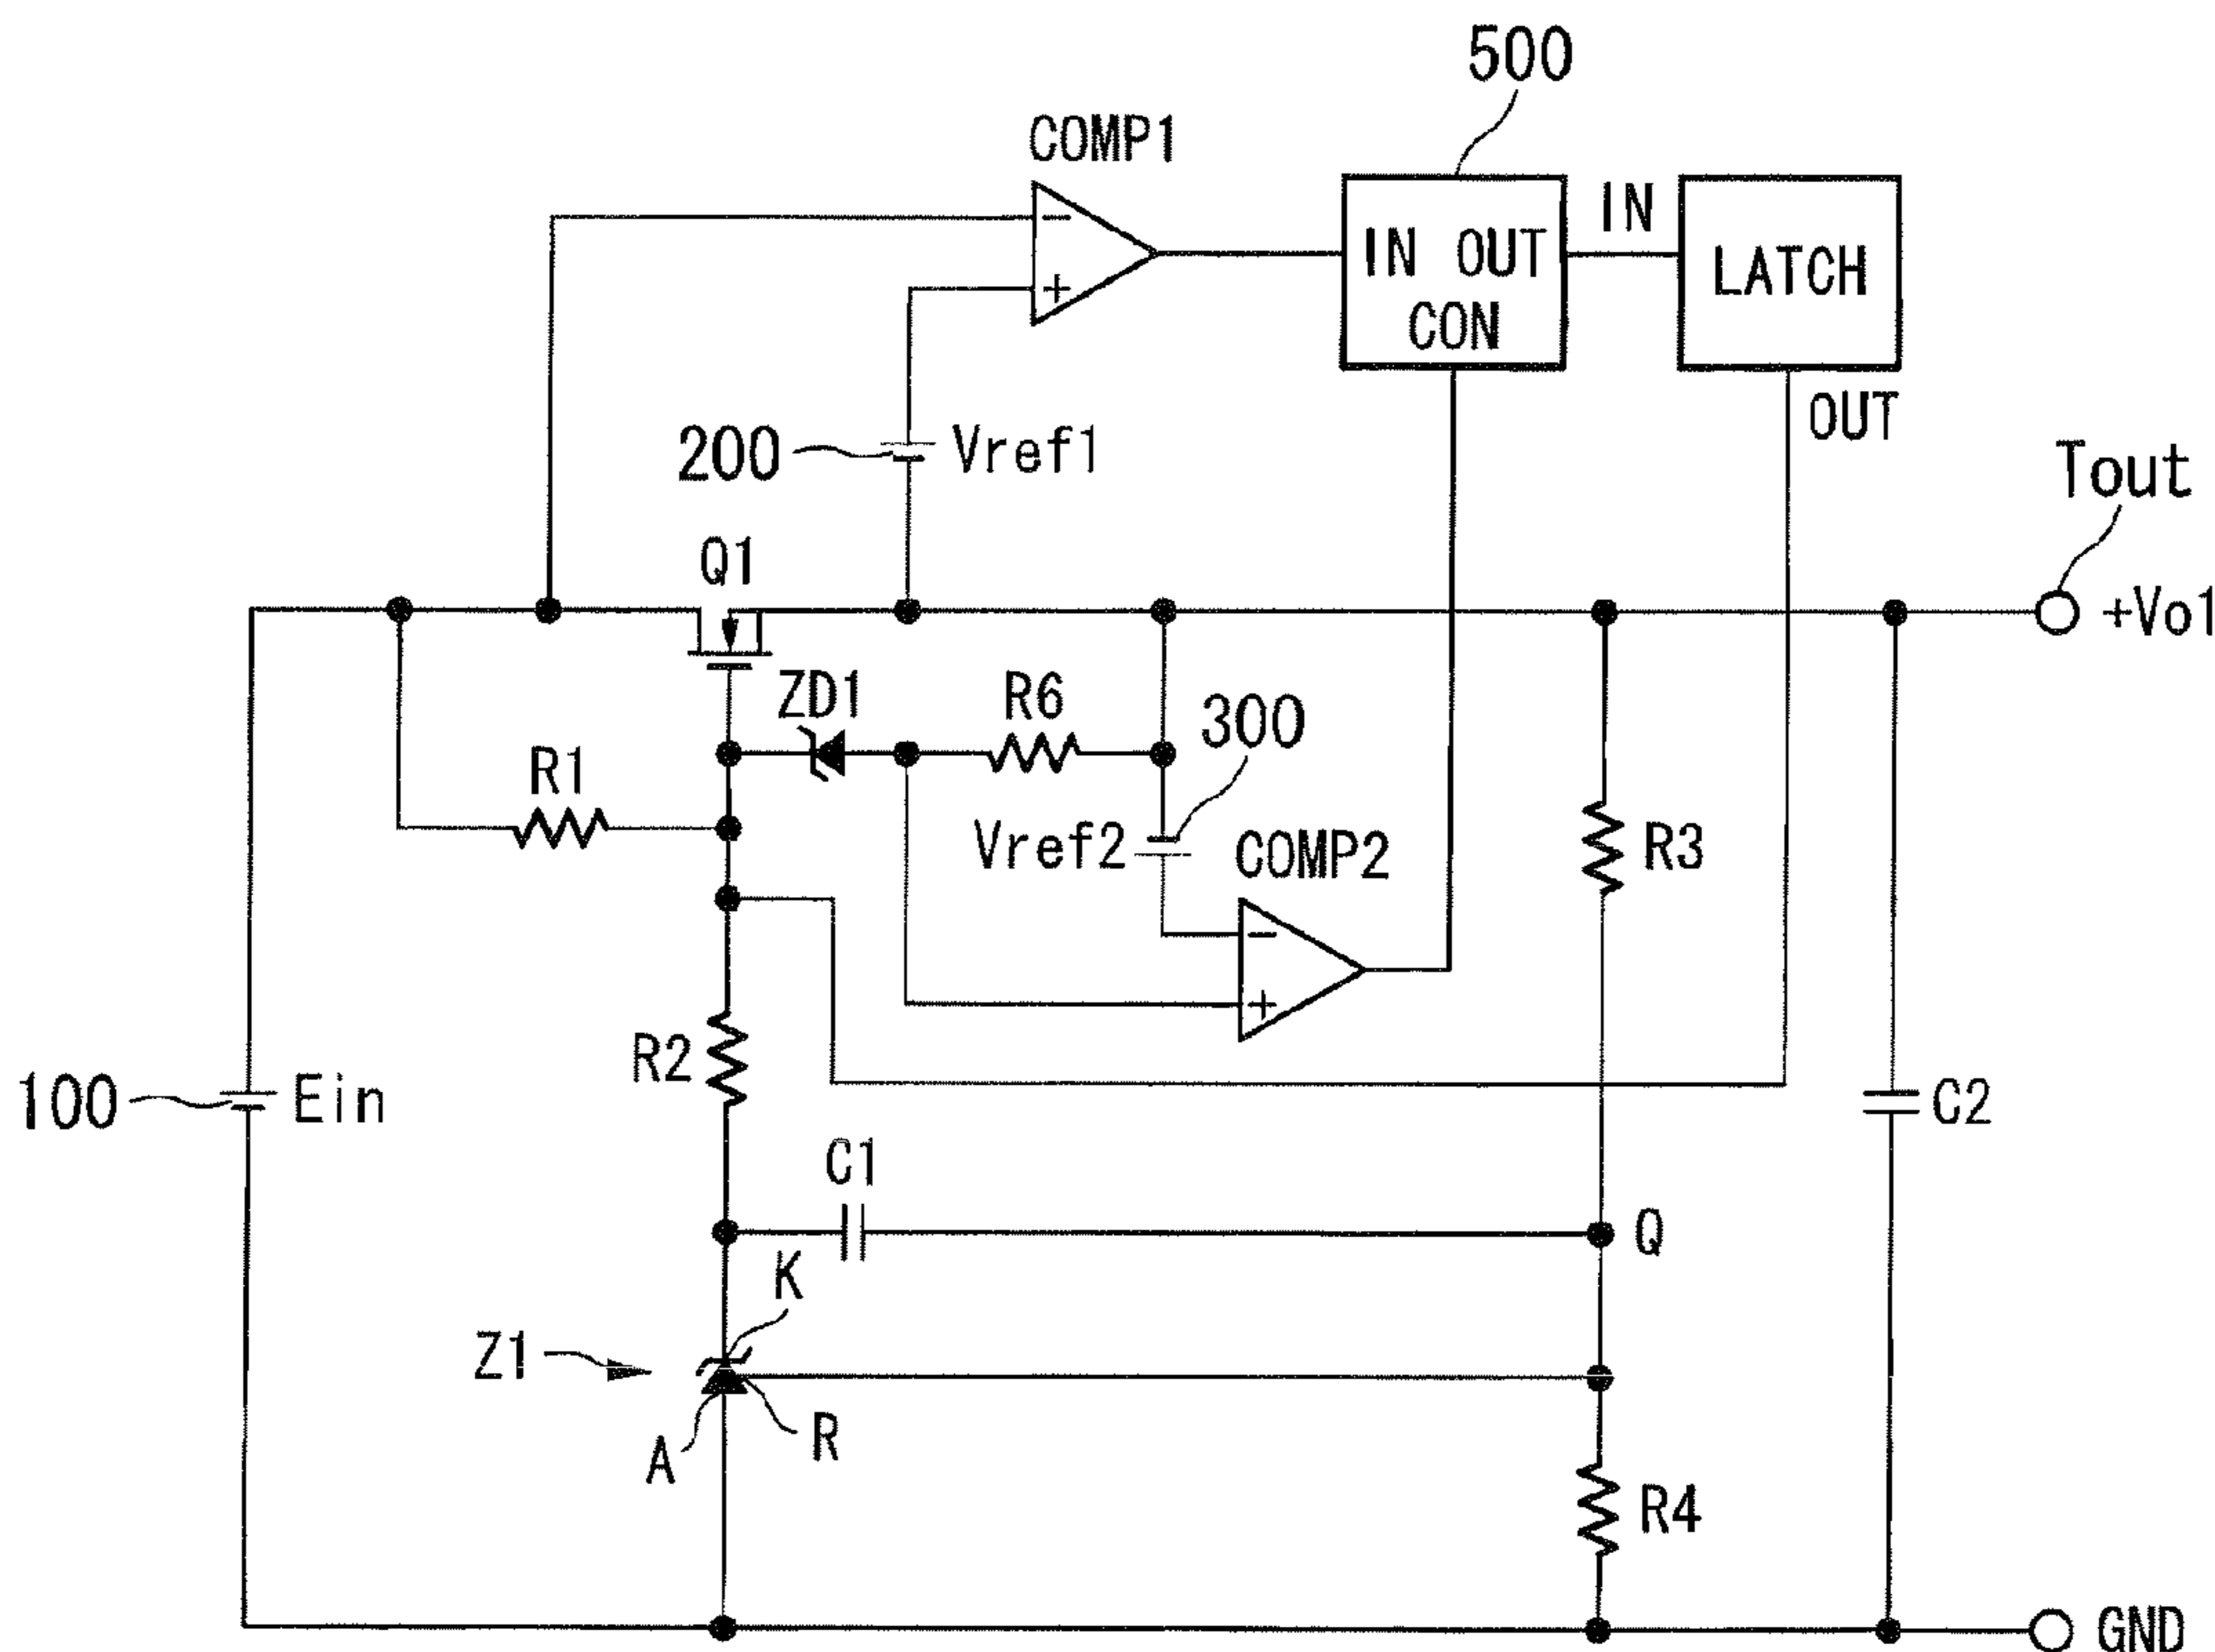 500
COMP1
−
+
IN OUT
CON
IN
LATCH
OUT
200
Vref1
Tout
Q1
+Vo1
ZD1
R6
300
R1
Vref2
COMP2
−
+
R3
R2
100
Ein
C2
C1
Q
K
Z1
A
R
R4
GND